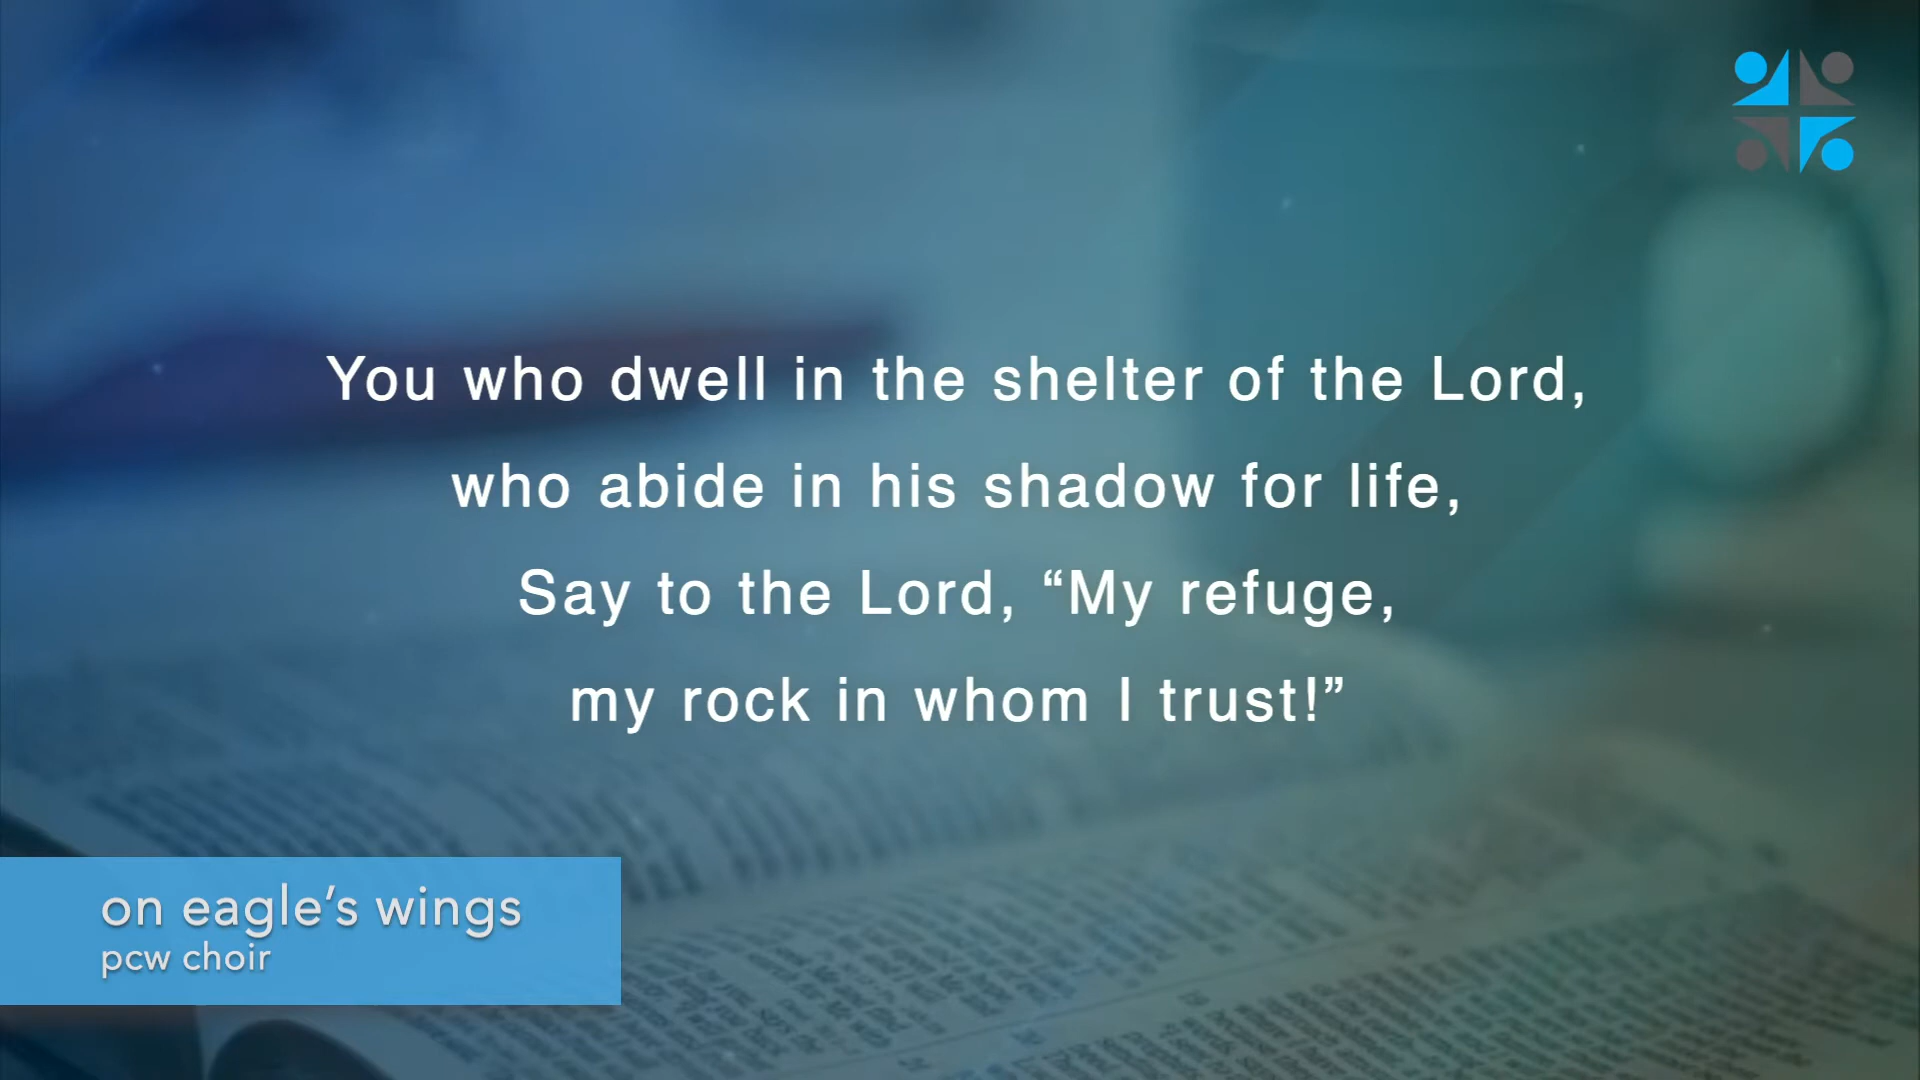 You who dwell in the shelter of the Lord,
who abide in his shadow for life,
Say to the Lord, “My refuge,
my rock in whom I trust!”
on eagle’s wings
pcw choir